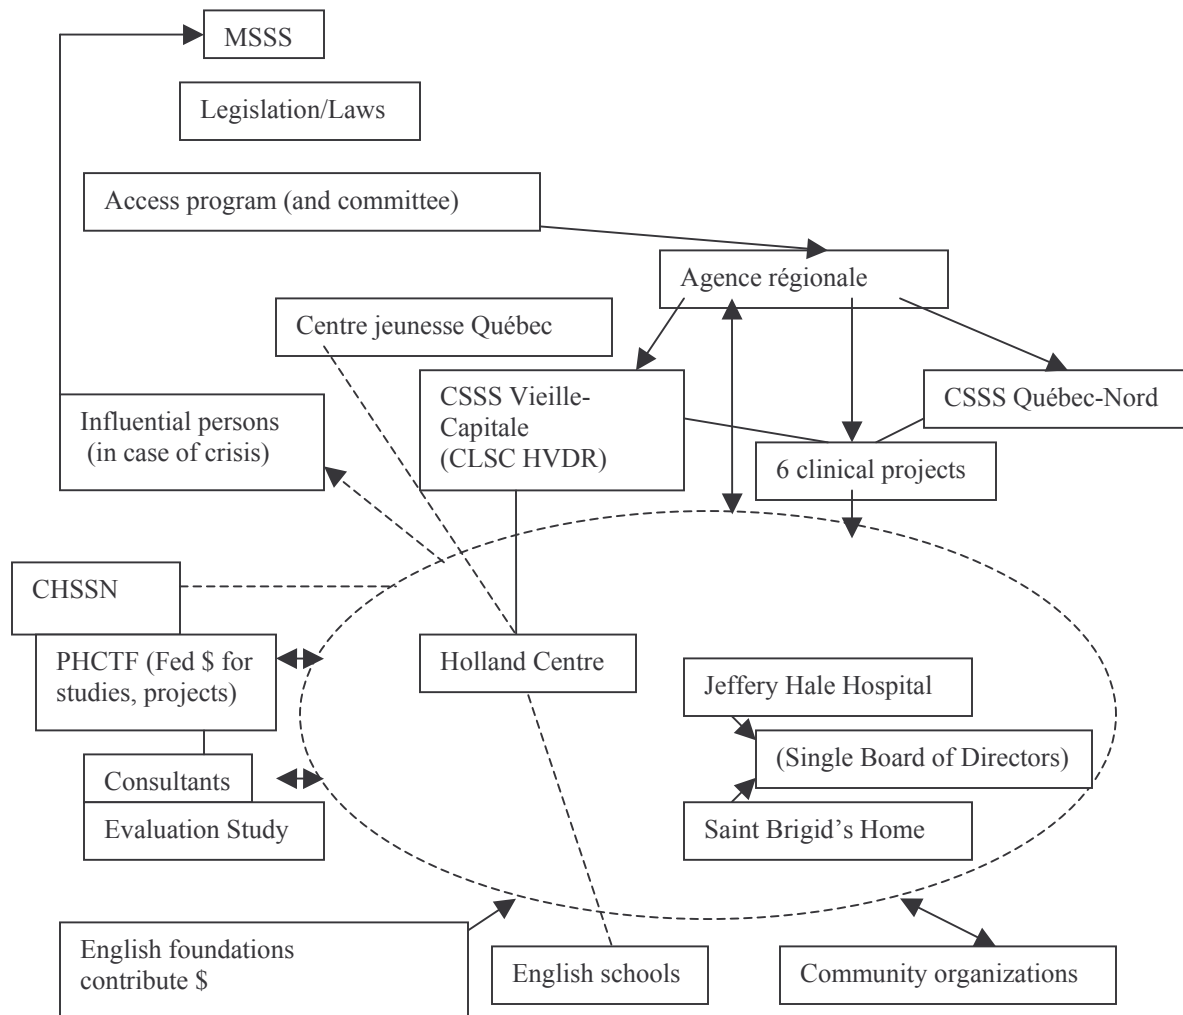 MSSS
Legislation/Laws
Access program (and committee)
Agence régionale
Centre jeunesse Québec
CSSS Vieille-
Capitale
(CLSC HVDR)
CSSS Québec-Nord
Influential persons
(in case of crisis)
6 clinical projects
CHSSN
PHCTF (Fed $ for
studies, projects)
Holland Centre
Jeffery Hale Hospital
(Single Board of Directors)
Consultants
Evaluation Study
Saint Brigid’s Home
English foundations
contribute $
English schools
Community organizations